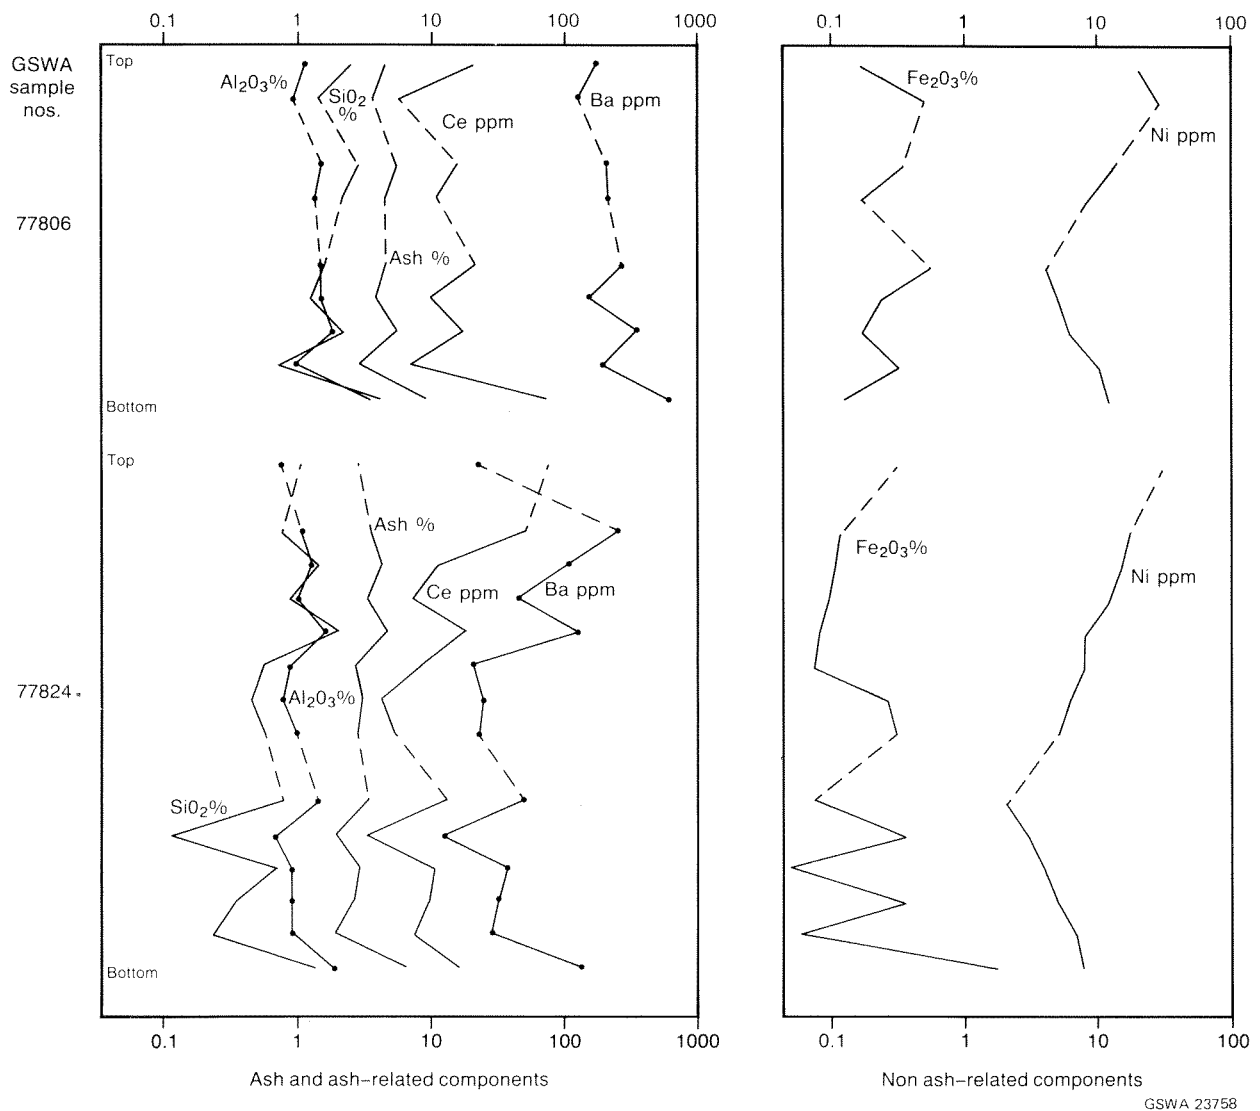 0.1 1 10 100 1000
0.1 1 10 100
GSWA
sample
nos.
Top
Al₂O₃%
SiO₂
%
Ce ppm
Ba ppm
Fe₂O₃%
Ni ppm
77806
Ash %
Bottom
Top
Ash %
Ce ppm
Ba ppm
Fe₂O₃%
Ni ppm
77824
Al₂O₃%
SiO₂%
Bottom
0.1 1 10 100 1000
0.1 1 10 100
Ash and ash-related components
Non ash-related components
GSWA 23758